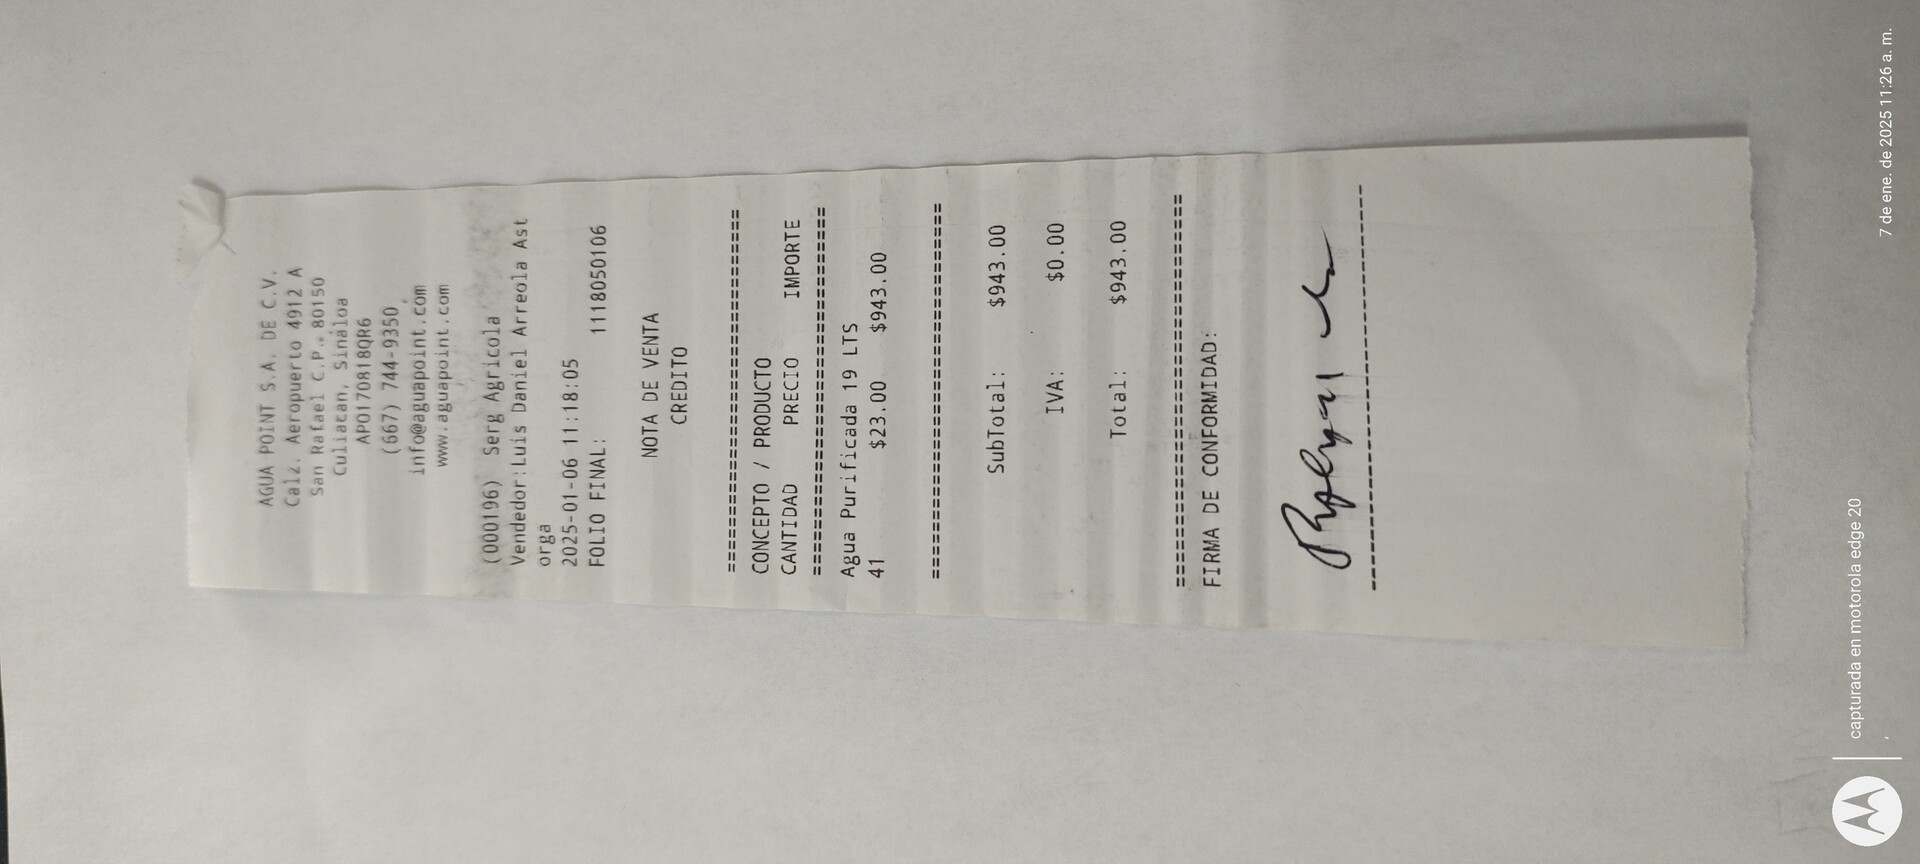 AGUA POINT S.A. DE C.V.
Calz. Aeropuerto 4912 A
San Rafael C.P. 80150
Culiacan, Sinaloa
APO170818QR6
(667) 744-9350
info@aguapoint.com
www.aguapoint.com
(000196) Serg Agricola
Vendedor:Luis Daniel Arreola Ast
orga
2025-01-06 11:18:05
FOLIO FINAL: 1118050106
NOTA DE VENTA
CREDITO
================================
CONCEPTO / PRODUCTO
CANTIDAD PRECIO IMPORTE
================================
Agua Purificada 19 LTS
41 $23.00 $943.00
================================
SubTotal: $943.00
IVA: $0.00
Total: $943.00
================================
FIRMA DE CONFORMIDAD:
--------------------------------
capturada en motorola edge 20
7 de ene. de 2025 11:26 a. m.